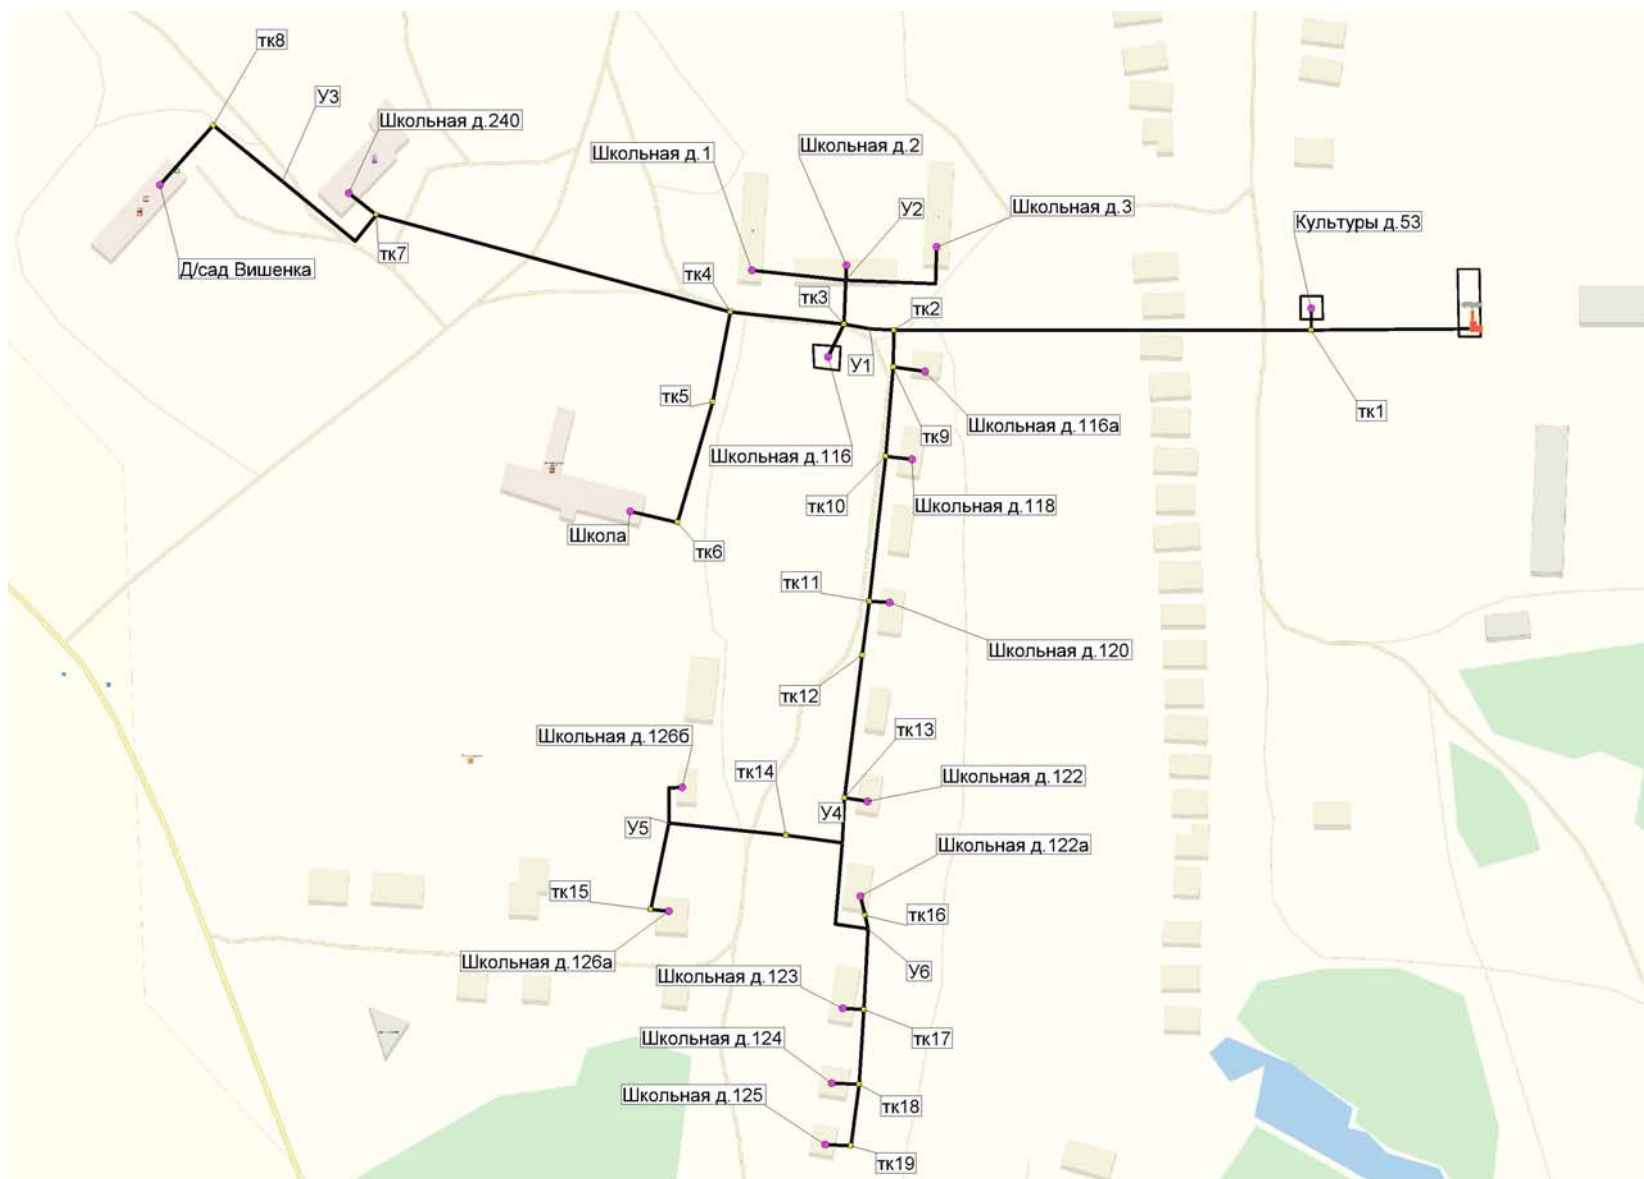 тк8
У3
Школьная д.240
Школьная д.1
Школьная д.2
У2
Школьная д.3
Культуры д.53
Д/сад Вишенка
тк7
тк4
тк3
тк2
У1
тк5
тк1
Школьная д.116а
тк9
Школьная д.116
тк10
Школьная д.118
Школа
тк6
тк11
Школьная д.120
тк12
тк13
Школьная д.126б
тк14
Школьная д.122
У5
У4
Школьная д.122а
тк15
тк16
Школьная д.126а
У6
Школьная д.123
тк17
Школьная д.124
Школьная д.125
тк18
тк19